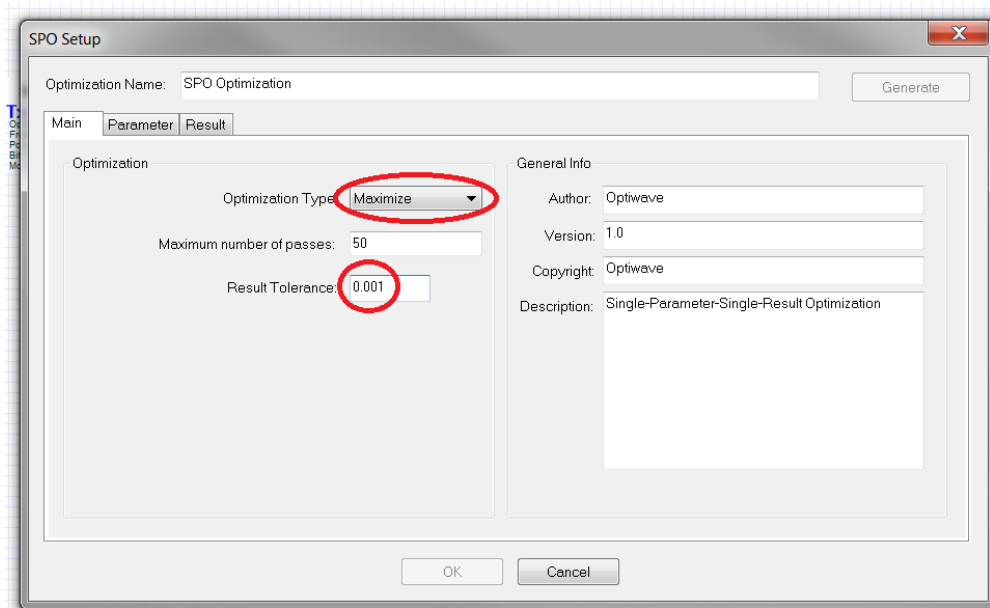 SPO Setup
Optimization Name: SPO Optimization
Generate
Main Parameter Result
Optimization
Optimization Type Maximize
Maximum number of passes: 50
Result Tolerance: 0.001
General Info
Author: Optiwave
Version: 1.0
Copyright: Optiwave
Description: Single-Parameter-Single-Result Optimization
OK Cancel